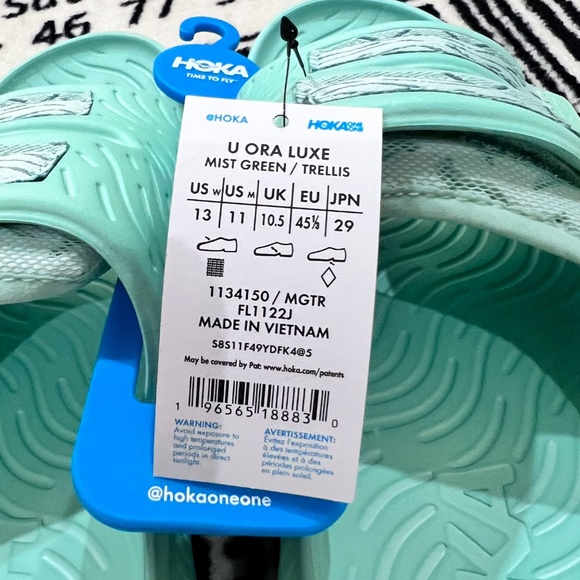 46 77
HOKA
TIME TO FLY™
@HOKA HOKA ONE ONE
U ORA LUXE
MIST GREEN / TRELLIS
US W US M UK EU JPN
13 11 10.5 45⅓ 29
1134150 / MGTR
FL1122J
MADE IN VIETNAM
S8S11F49YDFK4@5
May be covered by Pat: www.hoka.com/patents
1 96565 18883 0
WARNING:
Avoid exposure to
high temperatures
and prolonged
periods in direct
sunlight.
AVERTISSEMENT:
Évitez l'exposition
à des températures
élevées et à des
périodes prolongées
en plein soleil.
@hokaoneone